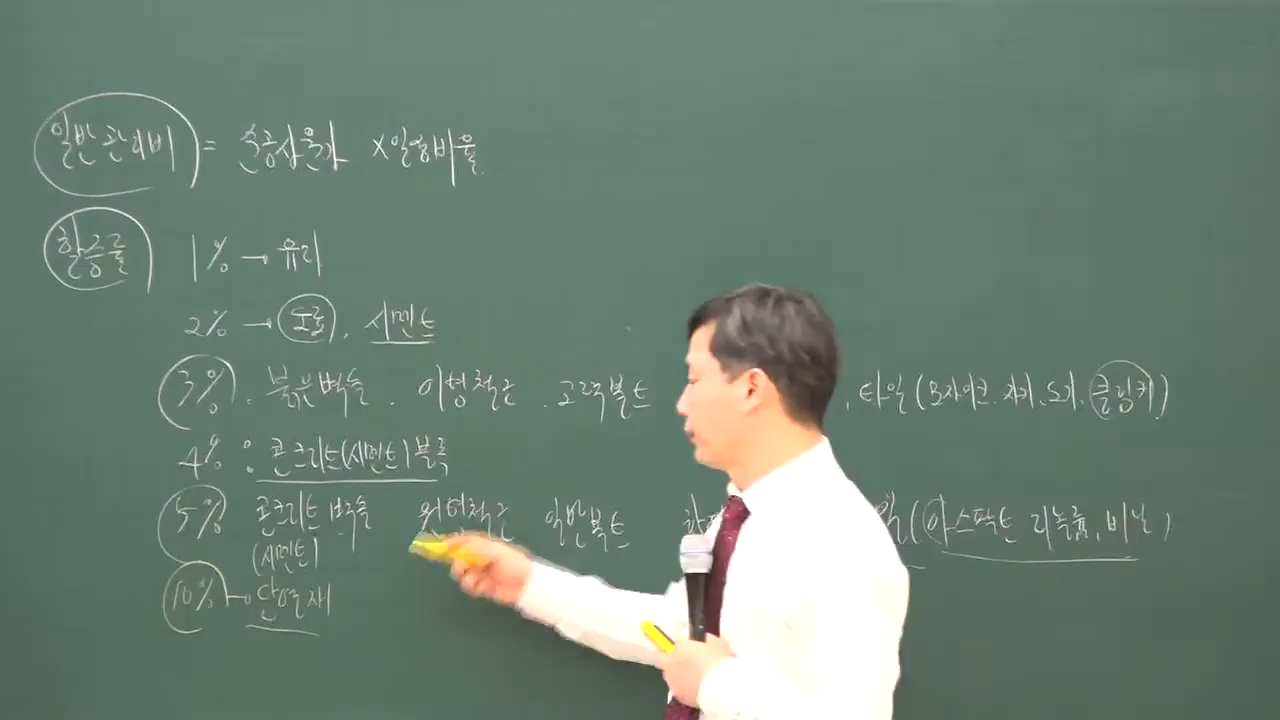 일반관리비 = 순공사원가 X 일정비율
할증률 1% → 유리
2% → 도료, 시멘트
3%. 붉은벽돌. 이형철근. 고력볼트 , 타일 (모자이크. 자기. 도기. 클링커)
4% : 콘크리트(시멘트)블록
5% 콘크리트 벽돌 원형철근 일반볼트 (아스팔트 리놀륨, 비닐)
(시멘트)
10% → 단열재